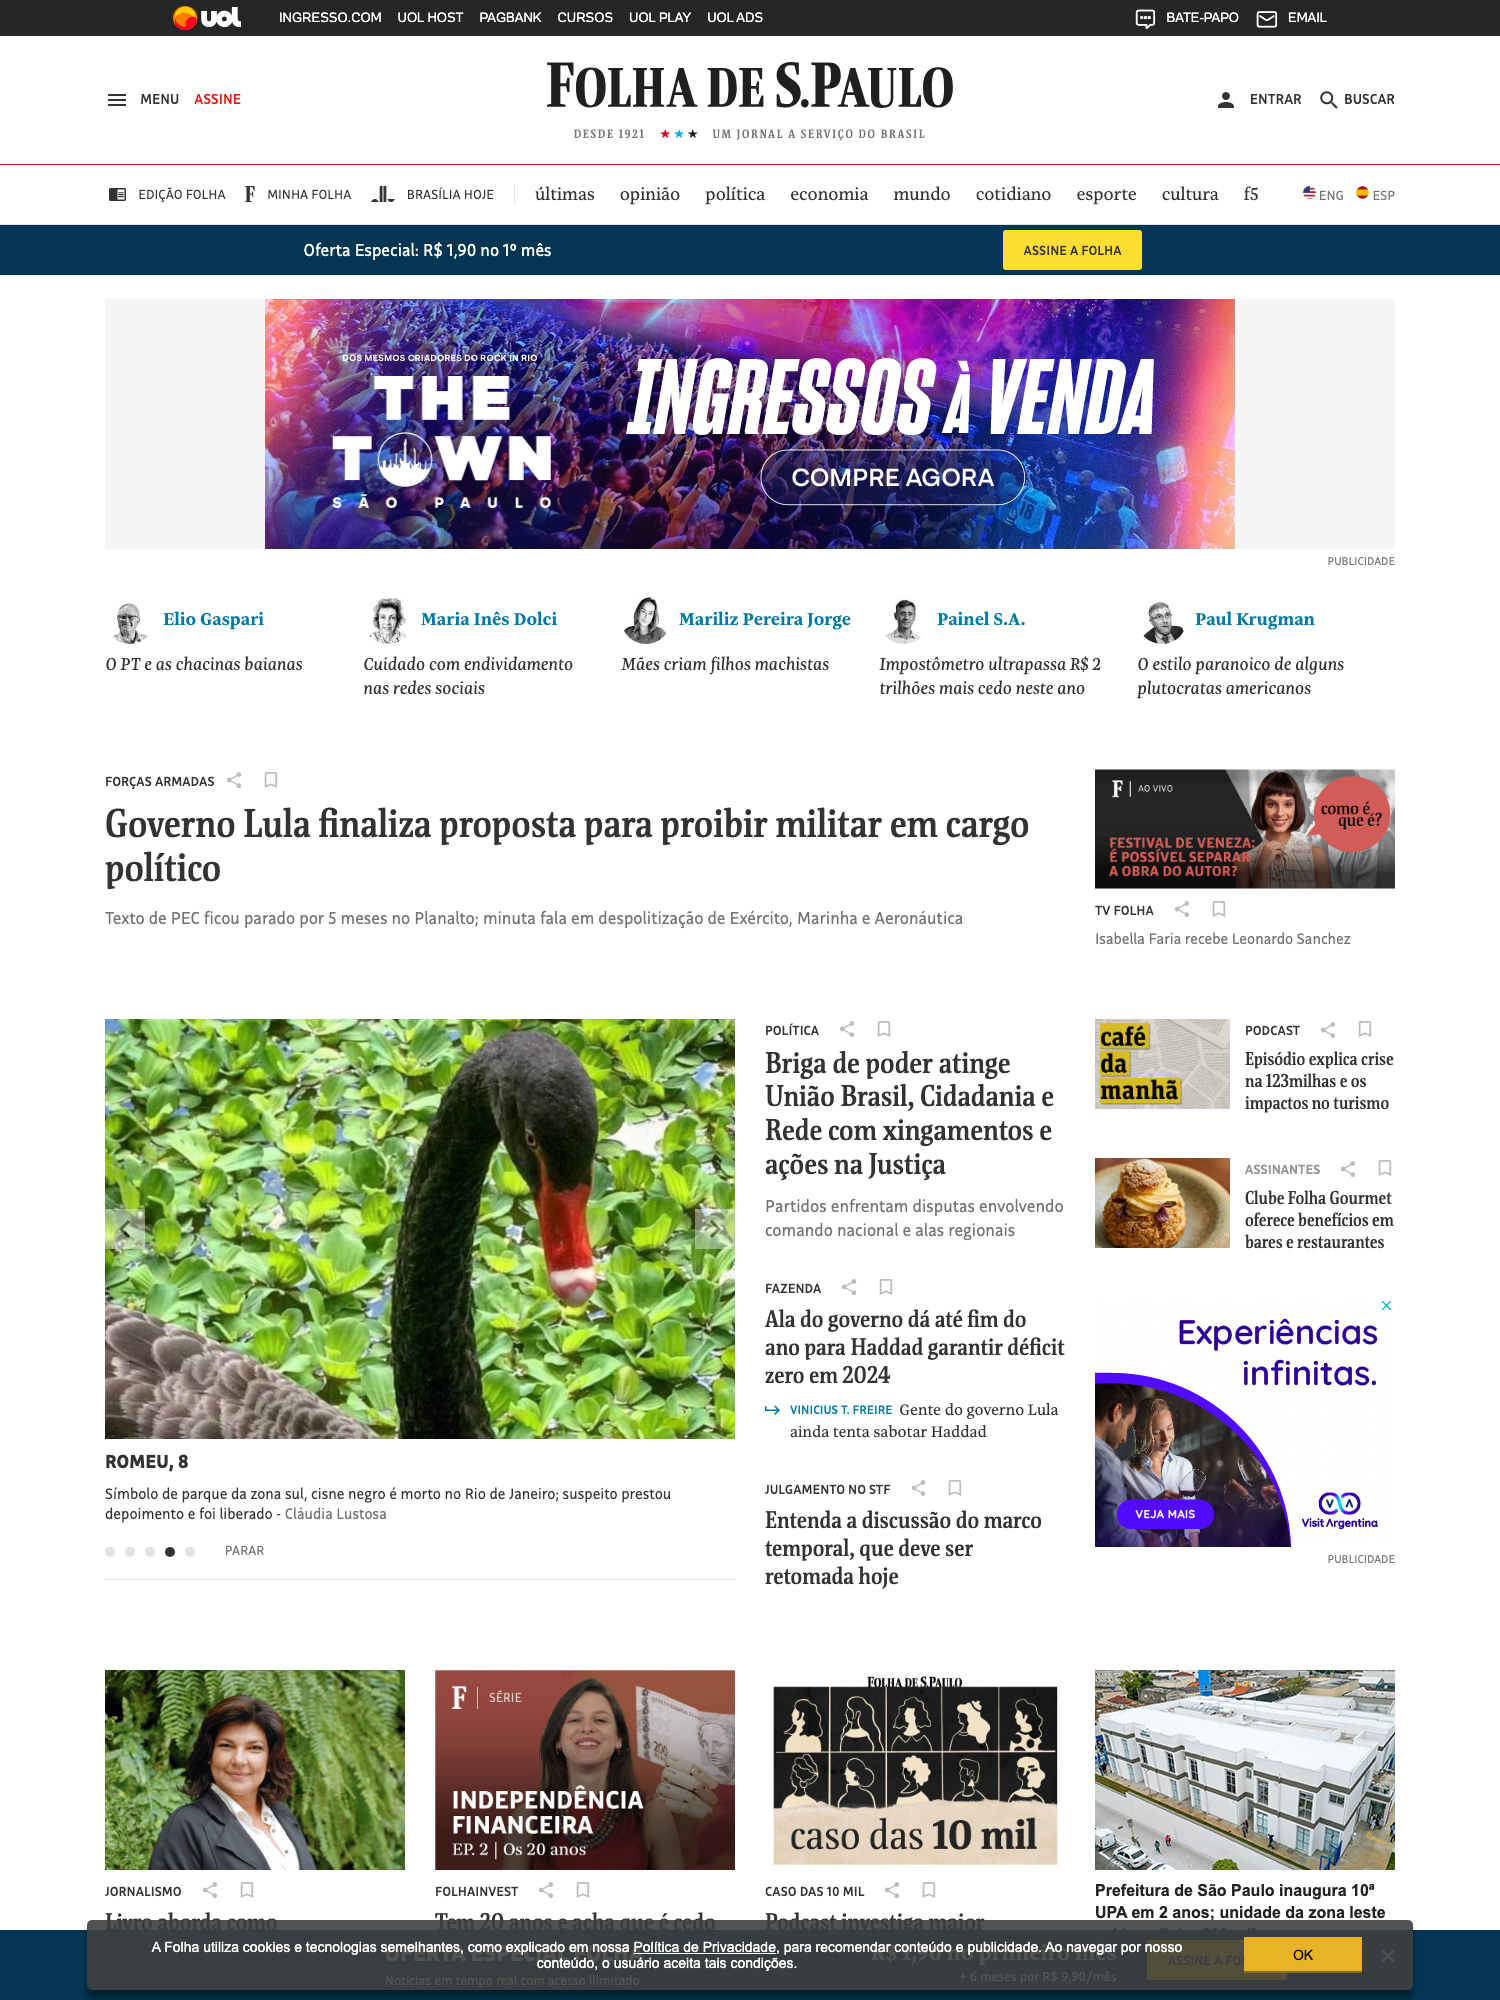 uol INGRESSO.COM UOL HOST PAGBANK CURSOS UOL PLAY UOL ADS BATE-PAPO EMAIL
MENU ASSINE
FOLHA DE S.PAULO
ENTRAR BUSCAR
DESDE 1921 ★★★ UM JORNAL A SERVIÇO DO BRASIL
EDIÇÃO FOLHA F MINHA FOLHA BRASÍLIA HOJE últimas opinião política economia mundo cotidiano esporte cultura f5 ENG ESP
Oferta Especial: R$ 1,90 no 1º mês ASSINE A FOLHA
DOS MESMOS CRIADORES DO ROCK IN RIO
THE
TOWN
SÃO PAULO
INGRESSOS À VENDA
COMPRE AGORA
PUBLICIDADE
Elio Gaspari
O PT e as chacinas baianas
Maria Inês Dolci
Cuidado com endividamento
nas redes sociais
Mariliz Pereira Jorge
Mães criam filhos machistas
Painel S.A.
Impostômetro ultrapassa R$ 2
trilhões mais cedo neste ano
Paul Krugman
O estilo paranoico de alguns
plutocratas americanos
FORÇAS ARMADAS
Governo Lula finaliza proposta para proibir militar em cargo
político
Texto de PEC ficou parado por 5 meses no Planalto; minuta fala em despolitização de Exército, Marinha e Aeronáutica
F AO VIVO
como é
que é?
FESTIVAL DE VENEZA:
É POSSÍVEL SEPARAR
A OBRA DO AUTOR?
TV FOLHA
Isabella Faria recebe Leonardo Sanchez
ROMEU, 8
Símbolo de parque da zona sul, cisne negro é morto no Rio de Janeiro; suspeito prestou
depoimento e foi liberado - Cláudia Lustosa
PARAR
POLÍTICA
Briga de poder atinge
União Brasil, Cidadania e
Rede com xingamentos e
ações na Justiça
Partidos enfrentam disputas envolvendo
comando nacional e alas regionais
FAZENDA
Ala do governo dá até fim do
ano para Haddad garantir déficit
zero em 2024
VINICIUS T. FREIRE Gente do governo Lula
ainda tenta sabotar Haddad
JULGAMENTO NO STF
Entenda a discussão do marco
temporal, que deve ser
retomada hoje
café
da
manhã
PODCAST
Episódio explica crise
na 123milhas e os
impactos no turismo
ASSINANTES
Clube Folha Gourmet
oferece benefícios em
bares e restaurantes
Experiências
infinitas.
VEJA MAIS
Visit Argentina
PUBLICIDADE
JORNALISMO
Livro aborda como
F SÉRIE
200
INDEPENDÊNCIA
FINANCEIRA
EP. 2 | Os 20 anos
FOLHAINVEST
Tem 20 anos e acha que é cedo
FOLHA DE S.PAULO
caso das 10 mil
CASO DAS 10 MIL
Podcast investiga maior
Prefeitura de São Paulo inaugura 10ª
UPA em 2 anos; unidade da zona leste
A Folha utiliza cookies e tecnologias semelhantes, como explicado em nossa Política de Privacidade, para recomendar conteúdo e publicidade. Ao navegar por nosso
conteúdo, o usuário aceita tais condições.
OK
R$ 1,90 no primeiro mês
Notícias em tempo real com acesso ilimitado
+ 6 meses por R$ 9,90/mês
ASSINE A FO